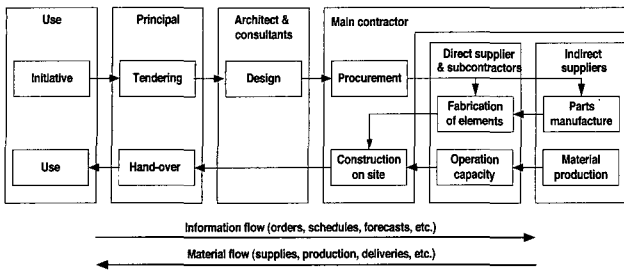 Use
Principal
Architect &
consultants
Main contractor
Direct supplier
& subcontractors
Indirect
suppliers
Initiative
Tendering
Design
Procurement
Fabrication
of elements
Parts
manufacture
Use
Hand-over
Construction
on site
Operation
capacity
Material
production
Information flow (orders, schedules, forecasts, etc.)
Material flow (supplies, production, deliveries, etc.)